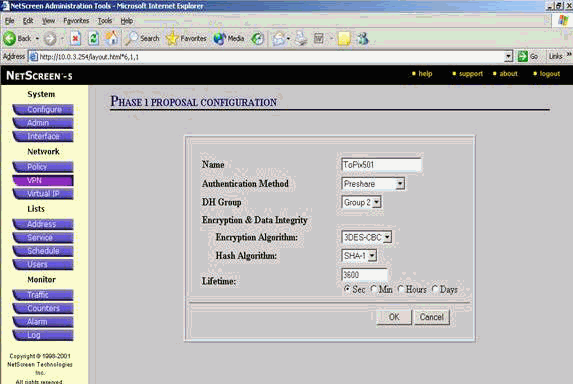 NetScreen Administration Tools - Microsoft Internet Explorer
File Edit View Favorites Tools Help
Back Search Favorites Media
Address http://10.0.3.254/layout.html*6,1,1 Go Links
NETSCREEN-5 help support about logout
System
Configure
Admin
Interface
Network
Policy
VPN
Virtual IP
Lists
Address
Service
Schedule
Users
Monitor
Traffic
Counters
Alarm
Log
Copyright © 1998-2001
NetScreen Technologies
Inc.
All rights reserved
PHASE 1 PROPOSAL CONFIGURATION
Name ToPix501
Authentication Method Preshare
DH Group Group 2
Encryption & Data Integrity
Encryption Algorithm: 3DES-CBC
Hash Algorithm: SHA-1
Lifetime: 3600
Sec Min Hours Days
OK Cancel